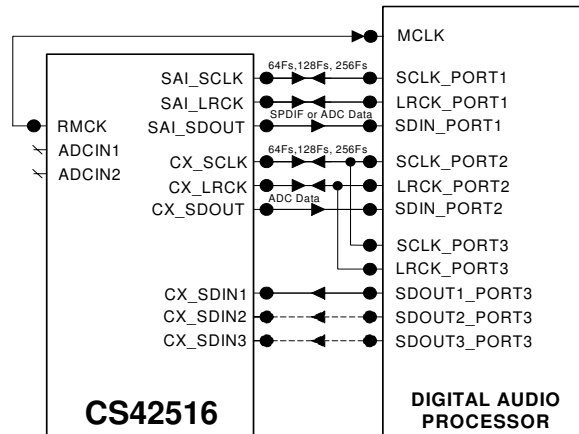 MCLK
64Fs,128Fs, 256Fs
SAI_SCLK
SCLK_PORT1
SAI_LRCK
LRCK_PORT1
SPDIF or ADC Data
RMCK
SAI_SDOUT
SDIN_PORT1
ADCIN1
64Fs,128Fs, 256Fs
CX_SCLK
SCLK_PORT2
ADCIN2
CX_LRCK
LRCK_PORT2
ADC Data
CX_SDOUT
SDIN_PORT2
SCLK_PORT3
LRCK_PORT3
CX_SDIN1
SDOUT1_PORT3
CX_SDIN2
SDOUT2_PORT3
CX_SDIN3
SDOUT3_PORT3
CS42516
DIGITAL AUDIO
PROCESSOR